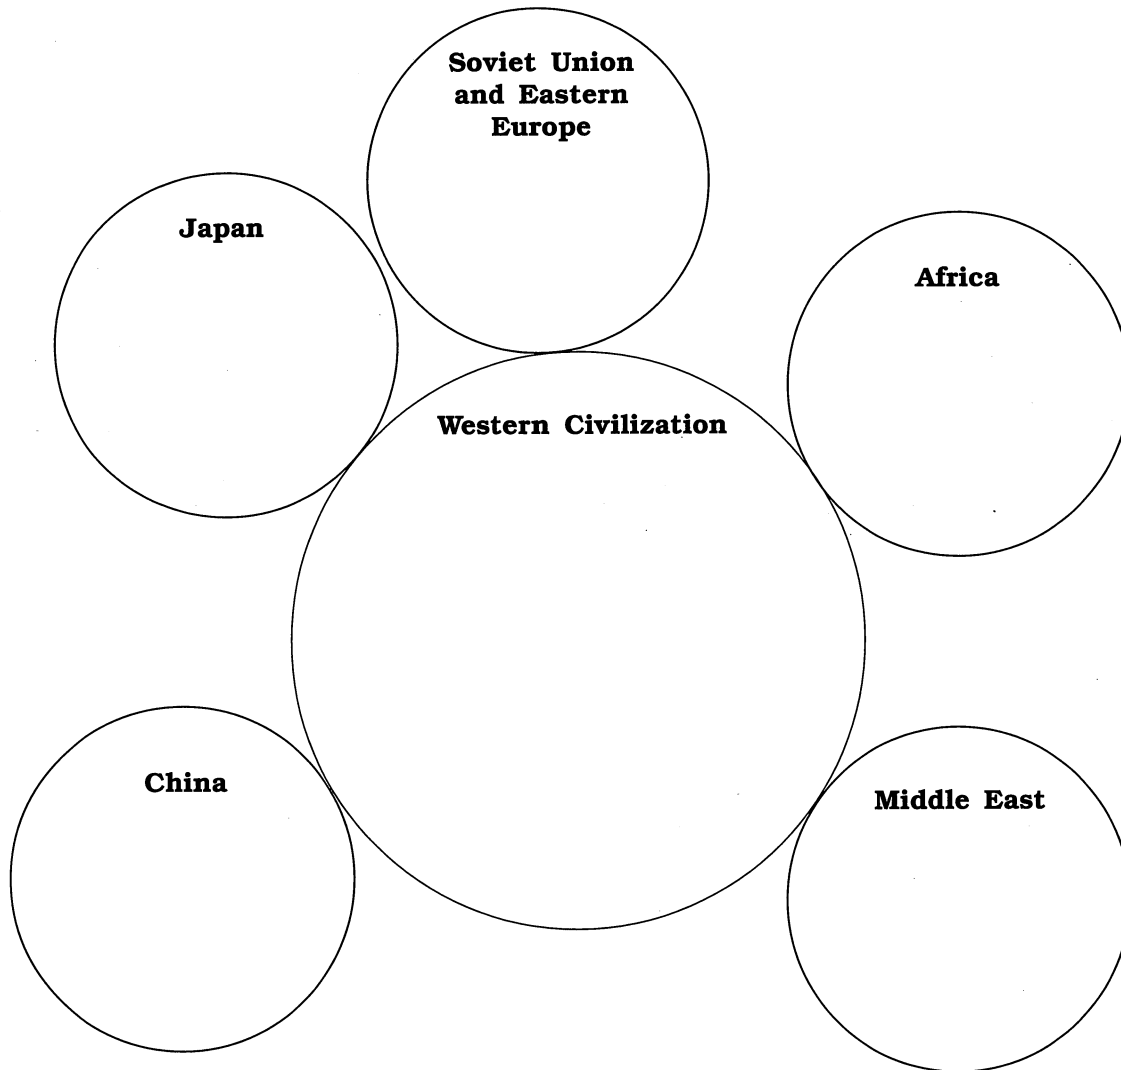 Soviet Union
and Eastern
Europe
Japan
Africa
Western Civilization
China
Middle East